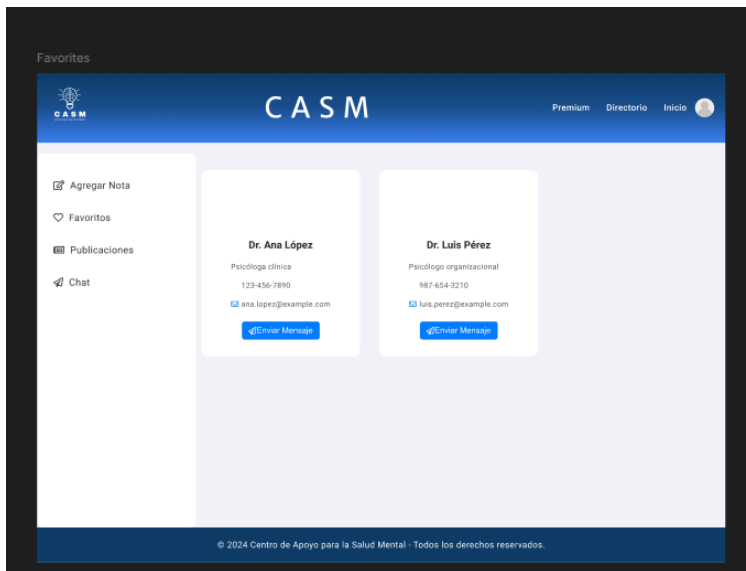 Favorites
CASM
CASM
Premium Directorio Inicio
Agregar Nota
Favoritos
Publicaciones
Chat
Dr. Ana López
Psicóloga clínica
123-456-7890
ana.lopez@example.com
Enviar Mensaje
Dr. Luis Pérez
Psicólogo organizacional
987-654-3210
luis.perez@example.com
Enviar Mensaje
© 2024 Centro de Apoyo para la Salud Mental - Todos los derechos reservados.